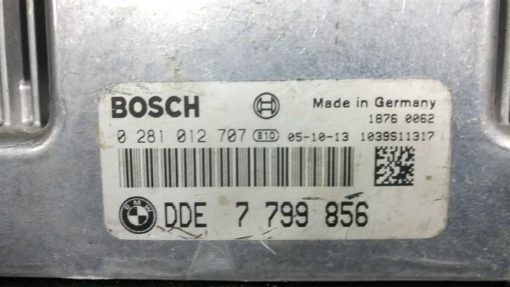 BOSCH Made in Germany
1876 0062
0 281 012 707 810 05-10-13 1039S11317
BMW DDE 7 799 856